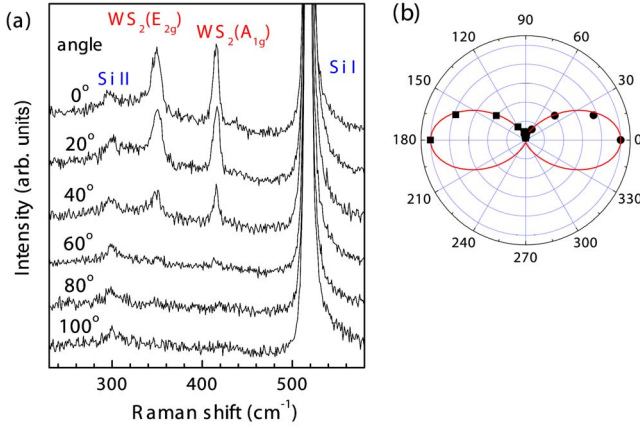 (a)
WS2(E2g)
WS2(A1g)
angle
Si II
Si I
0°
20°
40°
60°
80°
100°
Intensity (arb. units)
300 400 500
Raman shift (cm-1)
(b)
90
120 60
150 30
180 0
210 330
240 300
270